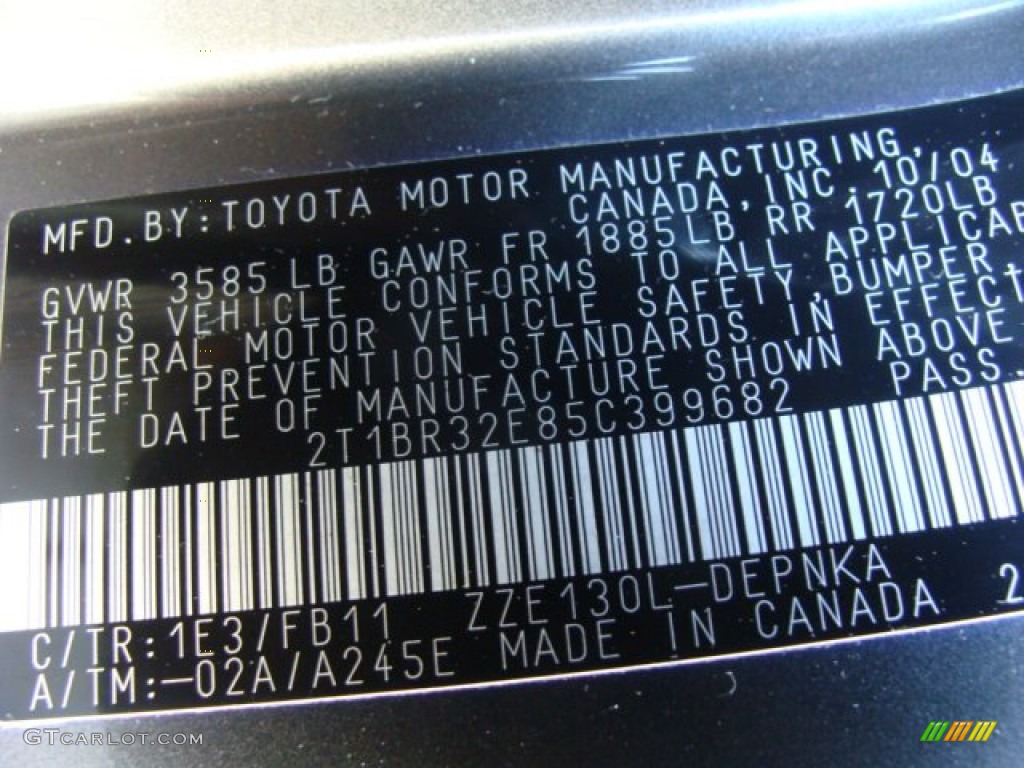 MFD.BY:TOYOTA MOTOR MANUFACTURING,
CANADA,INC. 10/04
GVWR 3585LB GAWR FR 1885LB RR 1720LB
THIS VEHICLE CONFORMS TO ALL APPLICAB
FEDERAL MOTOR VEHICLE SAFETY,BUMPER,
THEFT PREVENTION STANDARDS IN EFFECT
THE DATE OF MANUFACTURE SHOWN ABOVE
2T1BR32E85C399682 PASS.
C/TR:1E3/FB11 ZZE130L-DEPNKA
A/TM:-02A/A245E MADE IN CANADA 2
GTCARLOT.COM